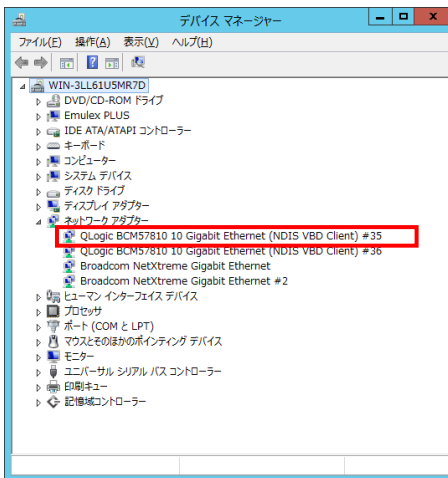 デバイス マネージャー
ファイル(F) 操作(A) 表示(V) ヘルプ(H)
WIN-3LL61U5MR7D
DVD/CD-ROM ドライブ
Emulex PLUS
IDE ATA/ATAPI コントローラー
キーボード
コンピューター
システム デバイス
ディスク ドライブ
ディスプレイ アダプター
ネットワーク アダプター
QLogic BCM57810 10 Gigabit Ethernet (NDIS VBD Client) #35
QLogic BCM57810 10 Gigabit Ethernet (NDIS VBD Client) #36
Broadcom NetXtreme Gigabit Ethernet
Broadcom NetXtreme Gigabit Ethernet #2
ヒューマン インターフェイス デバイス
プロセッサ
ポート (COM と LPT)
マウスとそのほかのポインティング デバイス
モニター
ユニバーサル シリアル バス コントローラー
印刷キュー
記憶域コントローラー